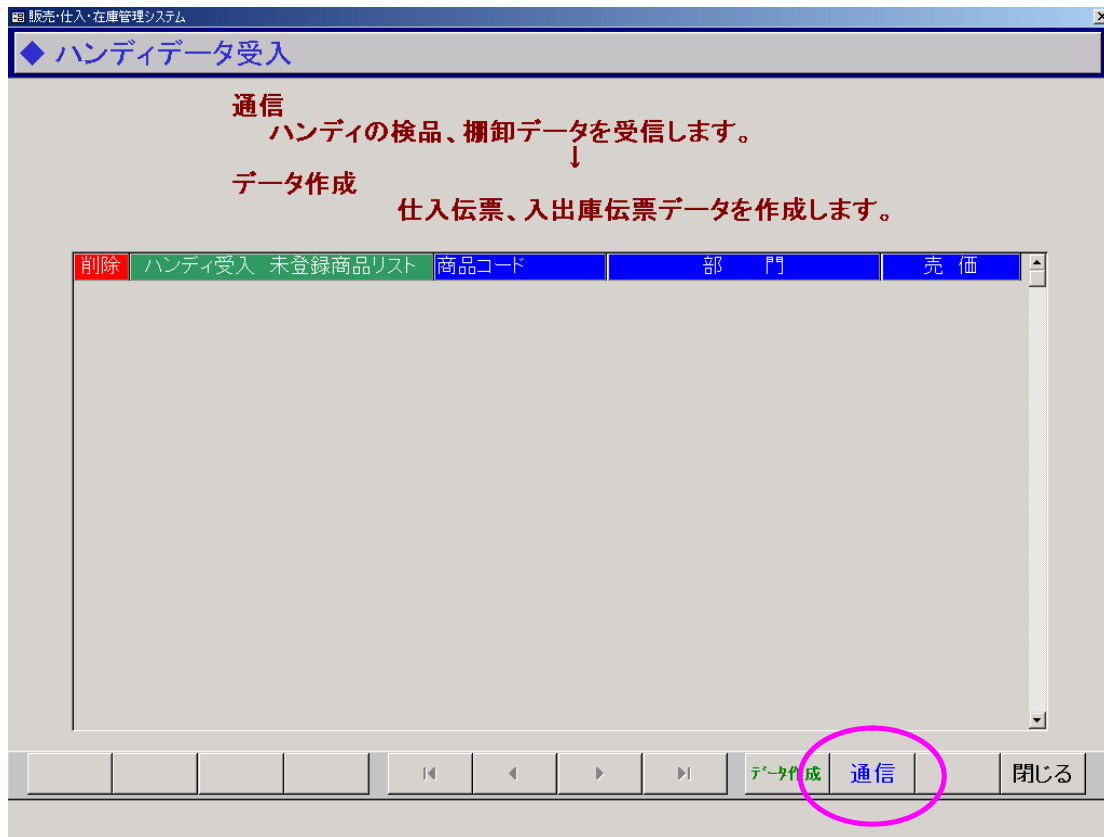 販売・仕入・在庫管理システム
◆ ハンディデータ受入
通信
ハンディの検品、棚卸データを受信します。
↓
データ作成
仕入伝票、入出庫伝票データを作成します。
削除 ハンディ受入 未登録商品リスト 商品コード 部 門 売 価
ﾃﾞｰﾀ作成 通信 閉じる